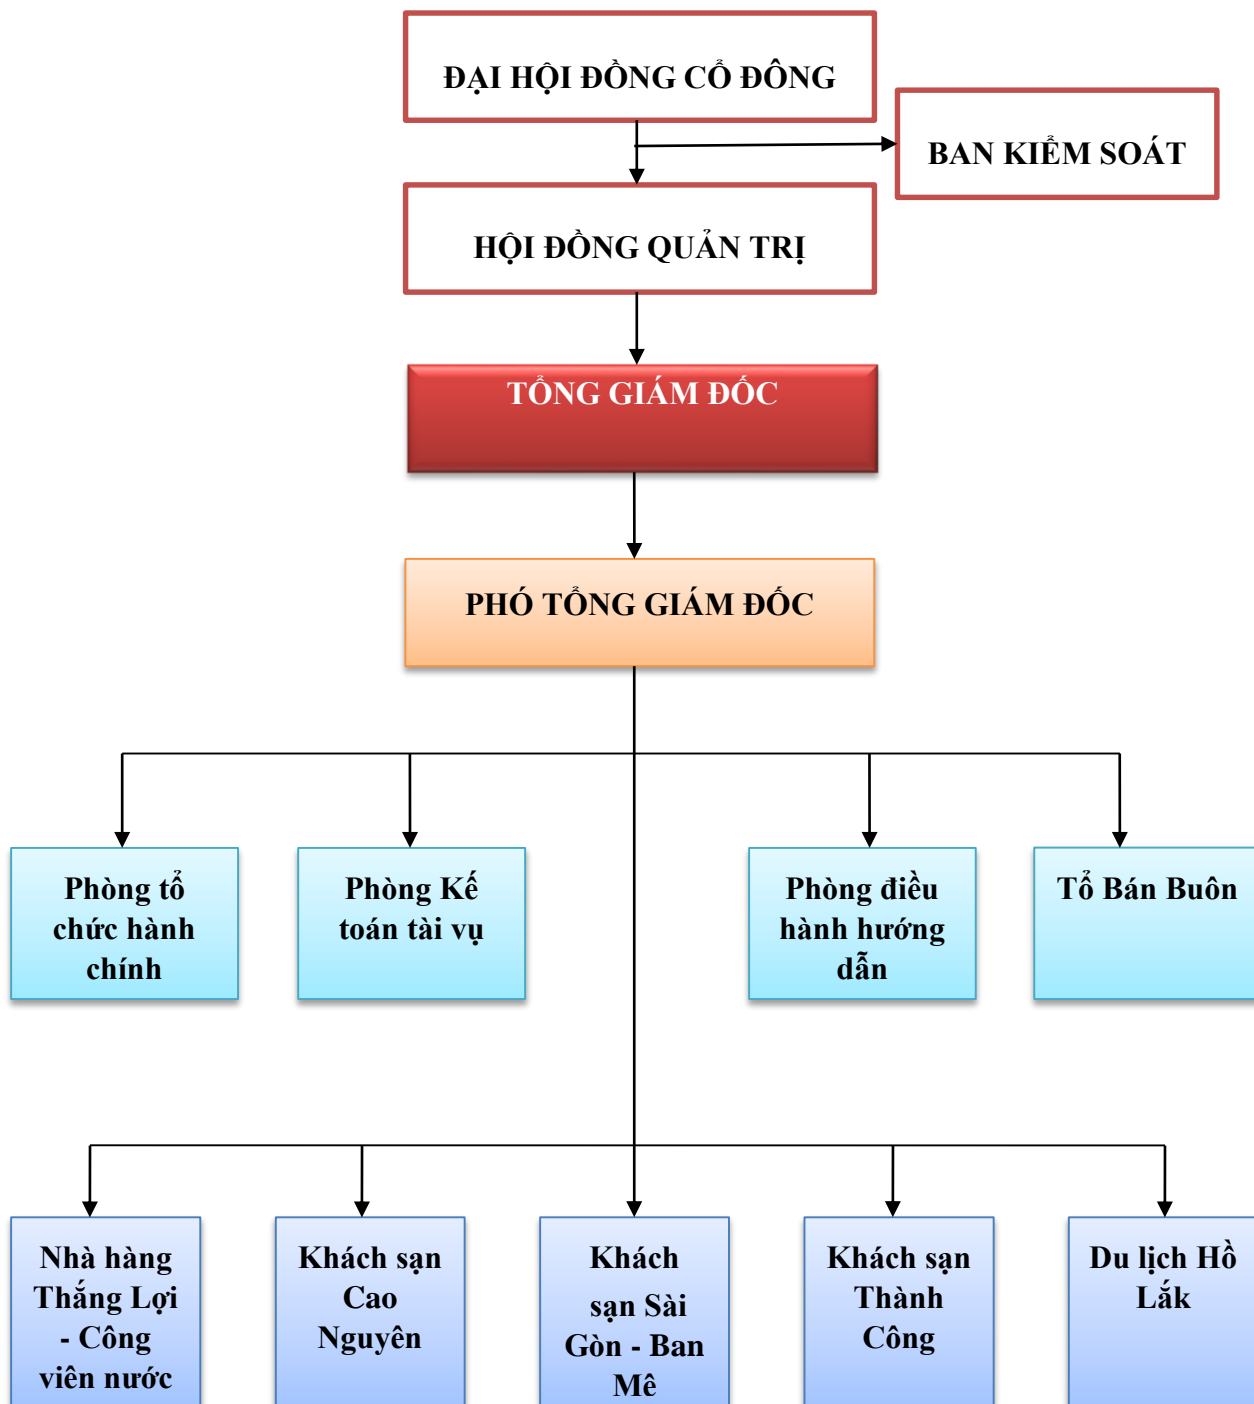 ĐẠI HỘI ĐỒNG CỔ ĐÔNG
BAN KIỂM SOÁT
HỘI ĐỒNG QUẢN TRỊ
TỔNG GIÁM ĐỐC
PHÓ TỔNG GIÁM ĐỐC
Phòng tổ
chức hành
chính
Phòng Kế
toán tài vụ
Phòng điều
hành hướng
dẫn
Tổ Bán Buôn
Nhà hàng
Thắng Lợi
- Công
viên nước
Khách sạn
Cao
Nguyên
Khách
sạn Sài
Gòn - Ban
Mê
Khách sạn
Thành
Công
Du lịch Hồ
Lắk